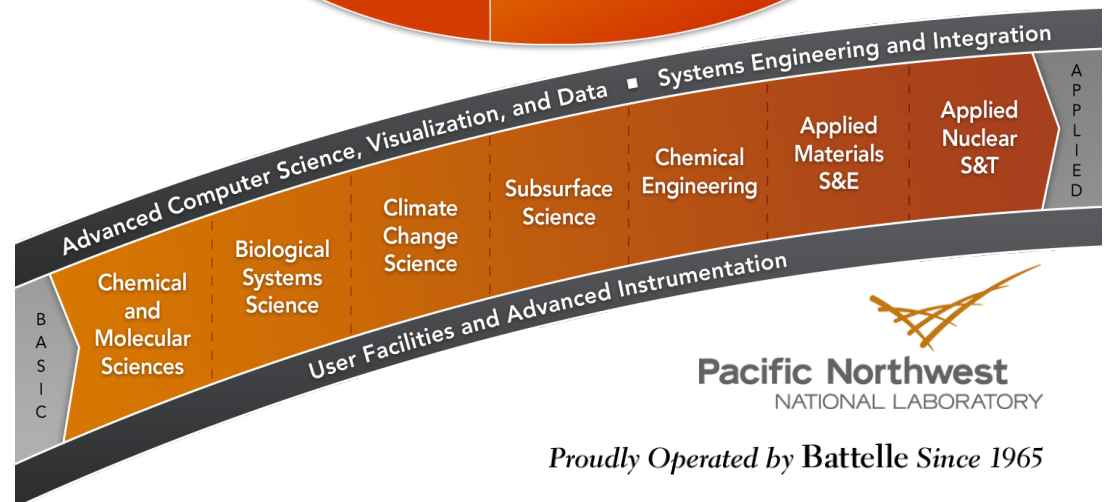 Advanced Computer Science, Visualization, and Data ▪ Systems Engineering and Integration
BASIC
Chemical
and
Molecular
Sciences
Biological
Systems
Science
Climate
Change
Science
Subsurface
Science
Chemical
Engineering
Applied
Materials
S&E
Applied
Nuclear
S&T
APPLIED
User Facilities and Advanced Instrumentation
Pacific Northwest
NATIONAL LABORATORY
Proudly Operated by Battelle Since 1965